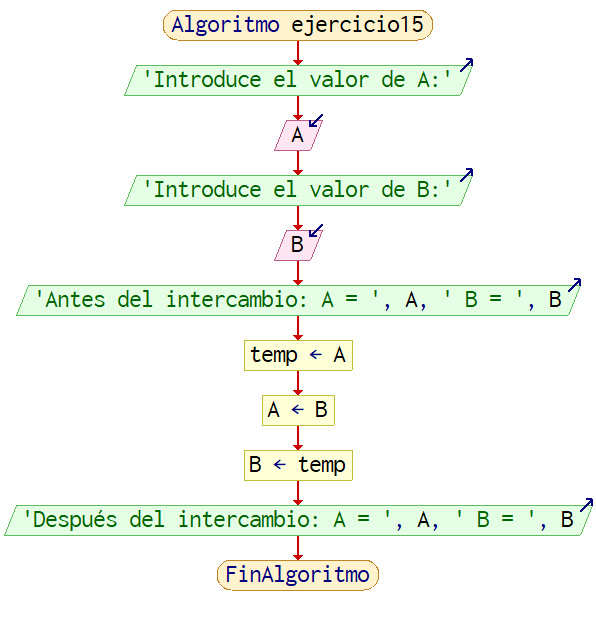 Algoritmo ejercicio15
'Introduce el valor de A:'
A
'Introduce el valor de B:'
B
'Antes del intercambio: A = ', A, ' B = ', B
temp ← A
A ← B
B ← temp
'Después del intercambio: A = ', A, ' B = ', B
FinAlgoritmo